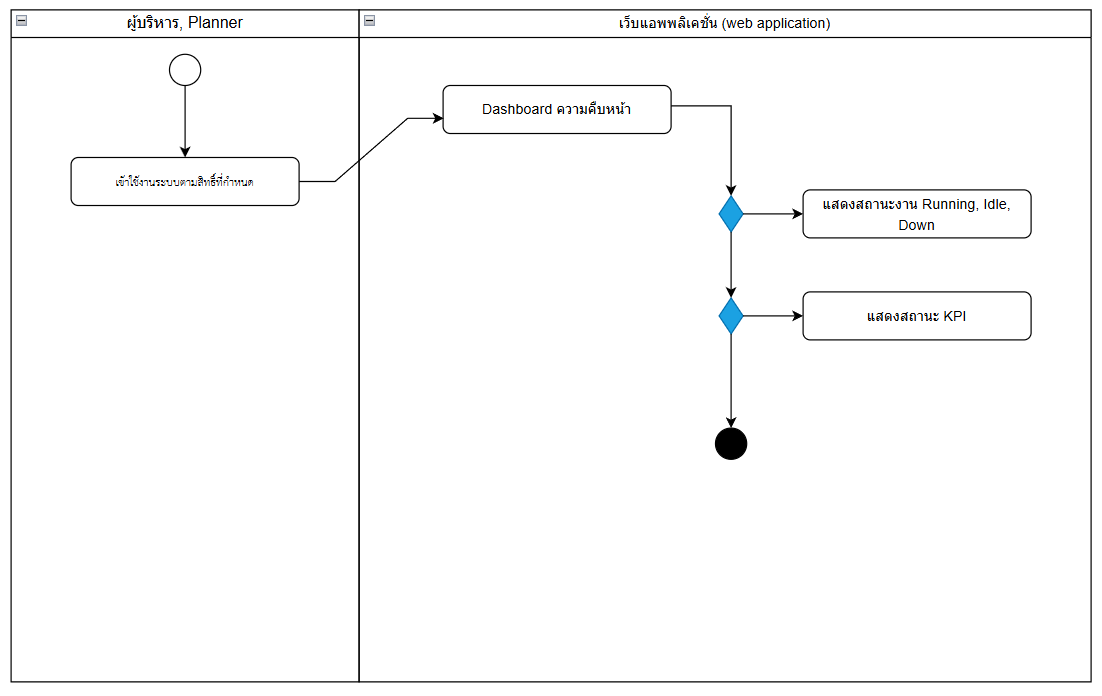 ผู้บริหาร, Planner
เว็บแอพพลิเคชั่น (web application)
Dashboard ความคืบหน้า
เข้าใช้งานระบบตามสิทธิ์ที่กำหนด
แสดงสถานะงาน Running, Idle,
Down
แสดงสถานะ KPI